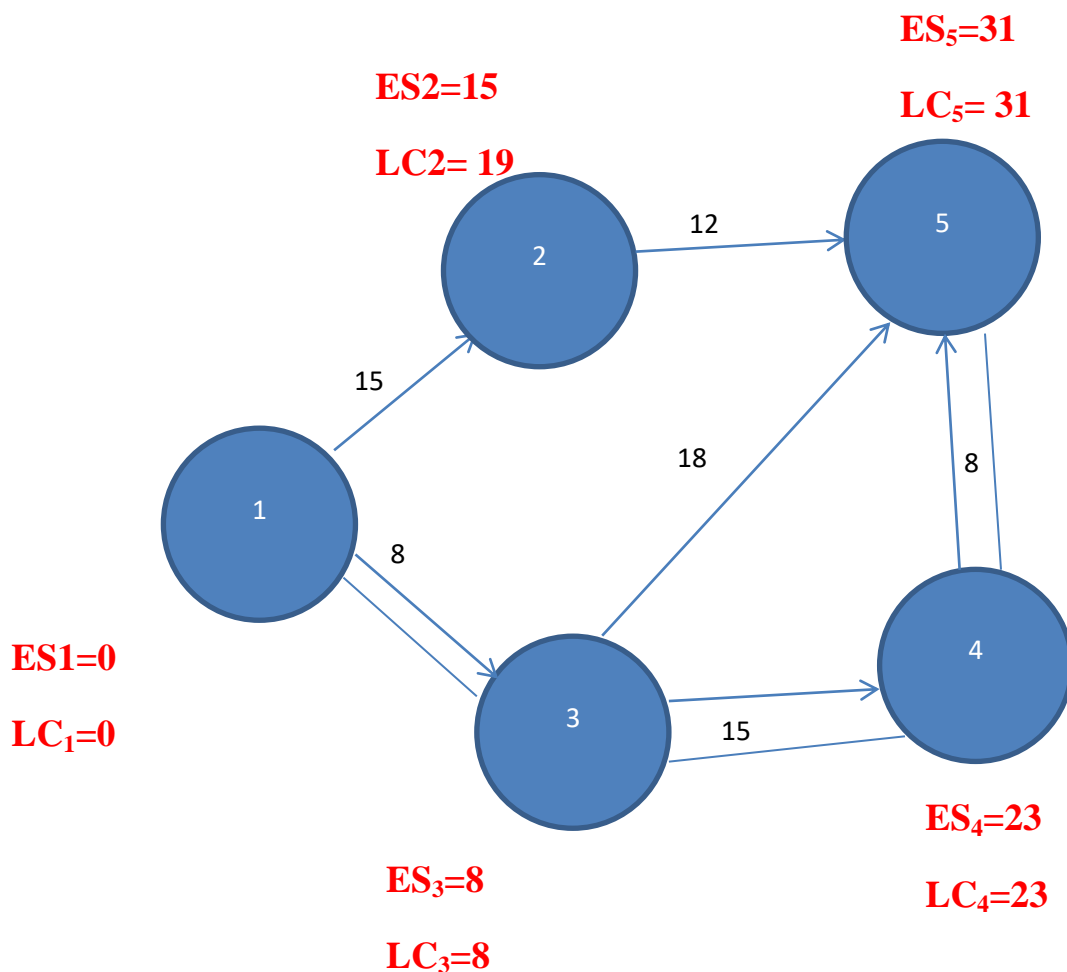 ES₅=31
ES2=15
LC₅= 31
LC2= 19
12
5
2
15
18
8
1
8
4
ES1=0
3
15
LC₁=0
ES₄=23
ES₃=8
LC₄=23
LC₃=8